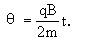 θ = qB/2m t.